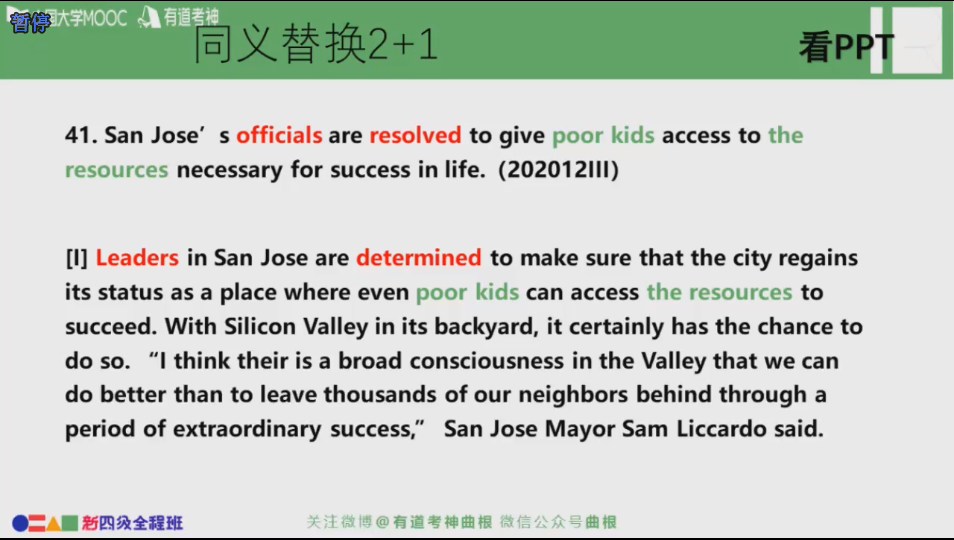 暂停
中国大学MOOC 有道考神
同义替换2+1
看PPT
41. San Jose’s officials are resolved to give poor kids access to the
resources necessary for success in life.（202012III）
[I] Leaders in San Jose are determined to make sure that the city regains
its status as a place where even poor kids can access the resources to
succeed. With Silicon Valley in its backyard, it certainly has the chance to
do so. “I think their is a broad consciousness in the Valley that we can
do better than to leave thousands of our neighbors behind through a
period of extraordinary success,” San Jose Mayor Sam Liccardo said.
新四级全程班
关注微博@有道考神曲根 微信公众号曲根